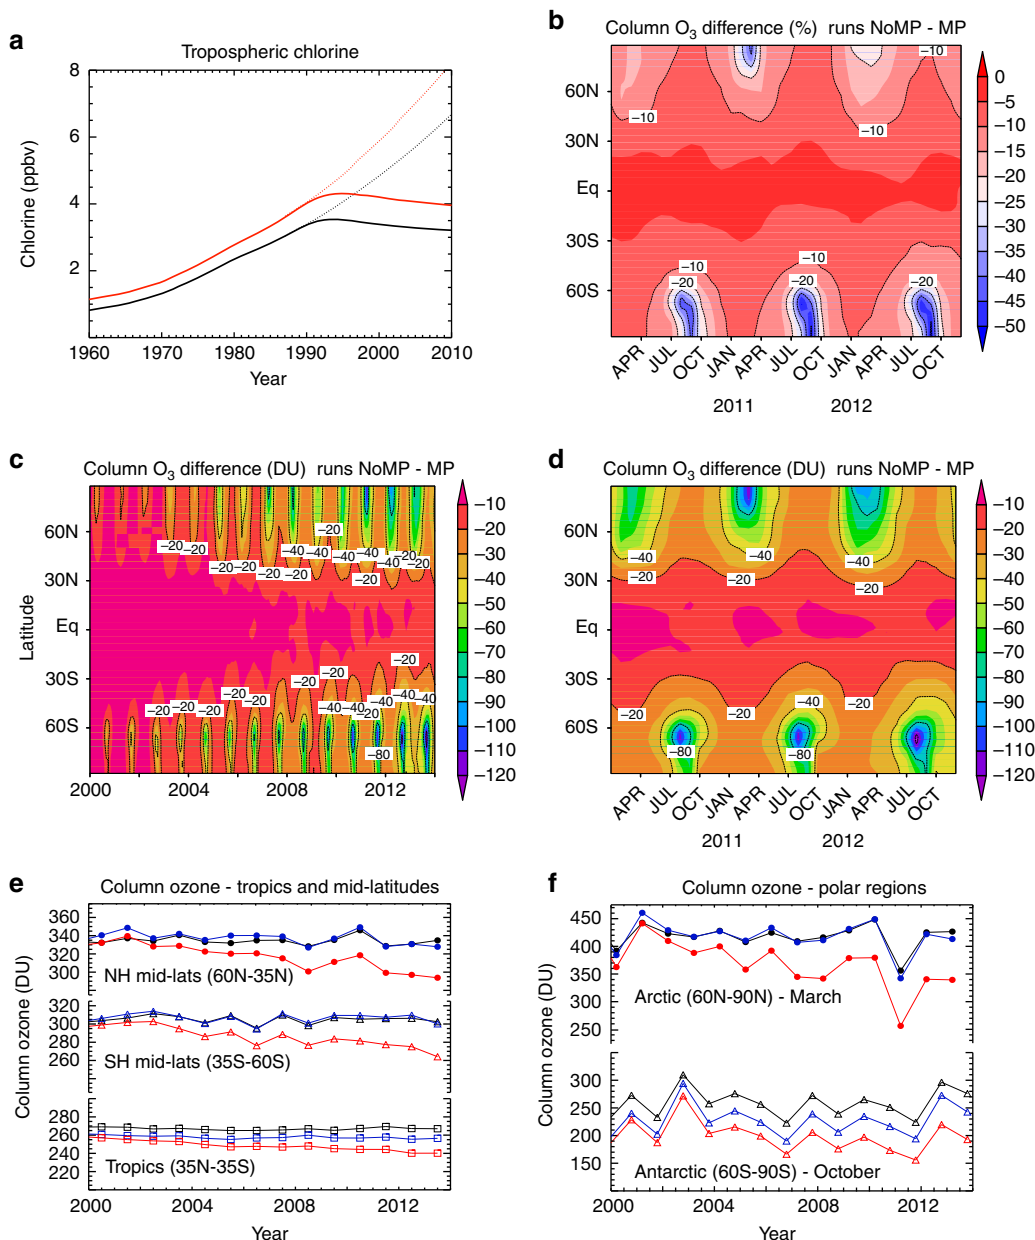 a
Tropospheric chlorine
8
6
4
2
Chlorine (ppbv)
1960 1970 1980 1990 2000 2010
Year
b
Column O3 difference (%) runs NoMP - MP
60N
30N
Eq
30S
60S
–10
–10
–10
–10
–10
–20
–20
–20
APR JUL OCT JAN APR JUL OCT JAN APR JUL OCT
2011 2012
0
–5
–10
–15
–20
–25
–30
–35
–40
–45
–50
c
Column O3 difference (DU) runs NoMP - MP
Latitude
60N
30N
Eq
30S
60S
–20
–20 –20
–40 –40 –40 –40 –20 –40
–20 –20 –20 –20 –20
–20
–20
–20 –20 –20
–20 –20 –20 –40 –40 –20 –40 –40
–80
2000 2004 2008 2012
–10
–20
–30
–40
–50
–60
–70
–80
–90
–100
–110
–120
d
Column O3 difference (DU) runs NoMP - MP
60N
30N
Eq
30S
60S
–40 –40 –40
–20 –20 –20
–20 –20 –20
–40
–80 –80
APR JUL OCT JAN APR JUL OCT JAN APR JUL OCT
2011 2012
–10
–20
–30
–40
–50
–60
–70
–80
–90
–100
–110
–120
e
Column ozone - tropics and mid-latitudes
Column ozone (DU)
360
340
320
300
NH mid-lats (60N-35N)
320
300
280
260
SH mid-lats (35S-60S)
280
260
240
220
Tropics (35N-35S)
2000 2004 2008 2012
Year
f
Column ozone - polar regions
Column ozone (DU)
450
400
350
300
250
Arctic (60N-90N) - March
300
250
200
150
Antarctic (60S-90S) - October
2000 2004 2008 2012
Year